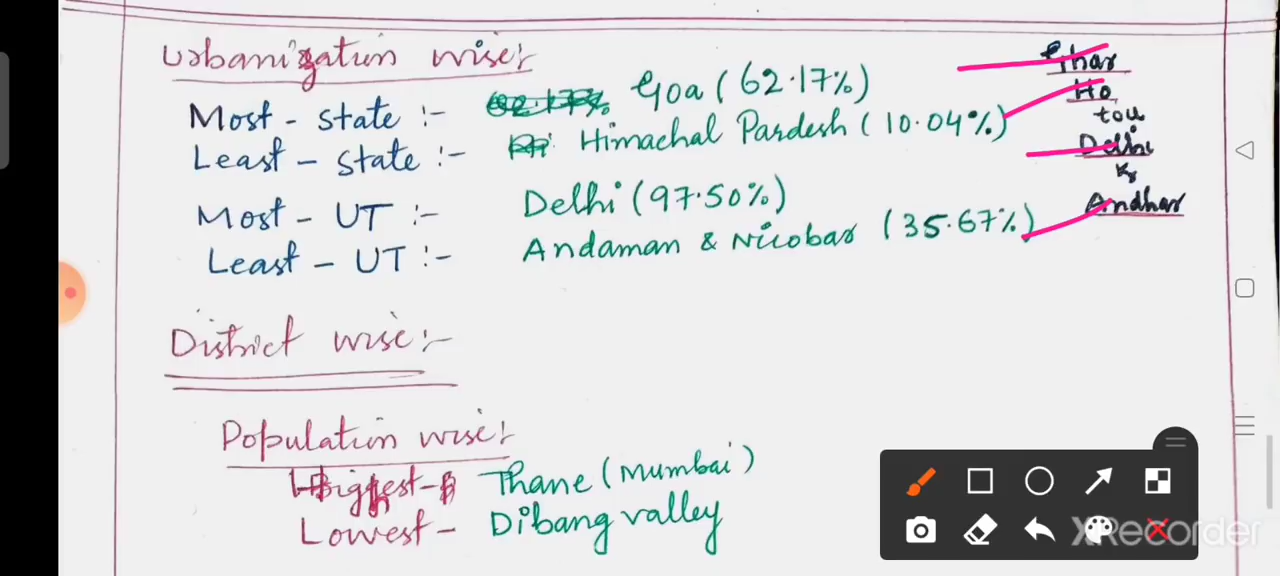 Urbanization wise:-
Most - state :- Goa (62.17%)
Least - state :- Himachal Pardesh (10.04%)
Most - UT :- Delhi (97.50%)
Least - UT :- Andaman & Nicobar (35.67%)
Ghar
Ho
tou
Delhi
K
Andhar
District wise:-
Population wise:-
Highest - Thane (Mumbai)
Lowest - Dibang valley
XRecorder